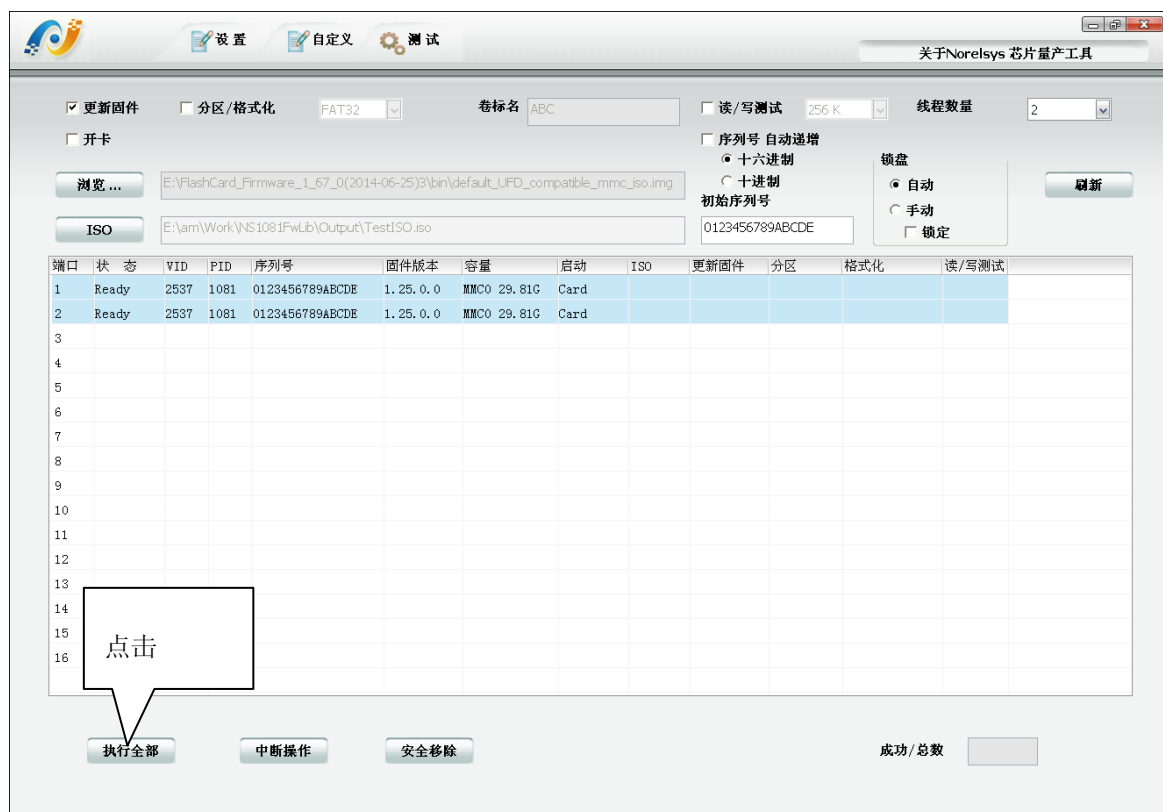 设置 自定义 测试
关于Norelsys 芯片量产工具
更新固件 分区/格式化 FAT32 卷标名 ABC 读/写测试 256 K 线程数量 2
开卡 序列号 自动递增
十六进制 锁盘
浏览 ... E:\FlashCard_Firmware_1_67_0(2014-06-25)3\bin\default_UFD_compatible_mmc_iso.img 十进制 自动 刷新
初始序列号 手动
ISO E:\am\Work\NS1081FwLib\Output\TestISO.iso 0123456789ABCDE 锁定
端口 状 态 VID PID 序列号 固件版本 容量 启动 ISO 更新固件 分区 格式化 读/写测试
1 Ready 2537 1081 0123456789ABCDE 1.25.0.0 MMC0 29.81G Card
2 Ready 2537 1081 0123456789ABCDE 1.25.0.0 MMC0 29.81G Card
3
4
5
6
7
8
9
10
11
12
13
14
15
16
点击
执行全部 中断操作 安全移除 成功/总数